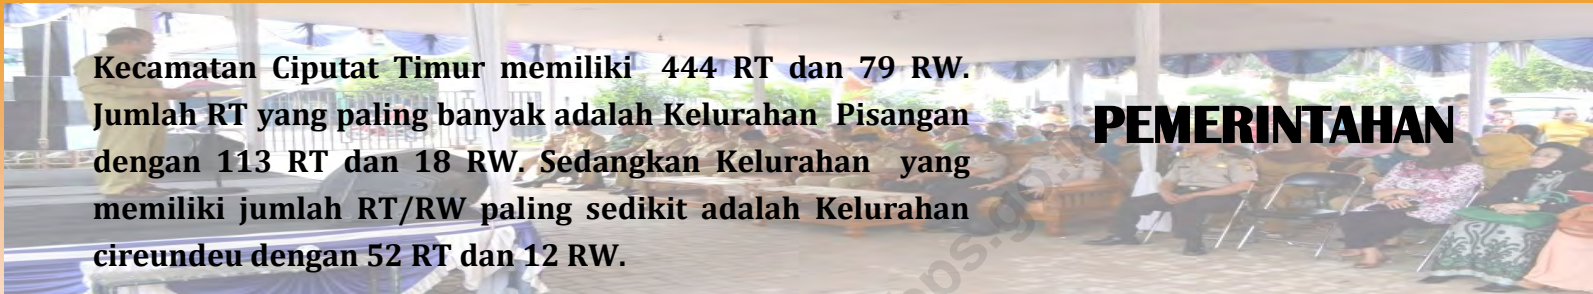 Kecamatan Ciputat Timur memiliki 444 RT dan 79 RW.
Jumlah RT yang paling banyak adalah Kelurahan Pisangan
dengan 113 RT dan 18 RW. Sedangkan Kelurahan yang
memiliki jumlah RT/RW paling sedikit adalah Kelurahan
cireundeu dengan 52 RT dan 12 RW.
PEMERINTAHAN